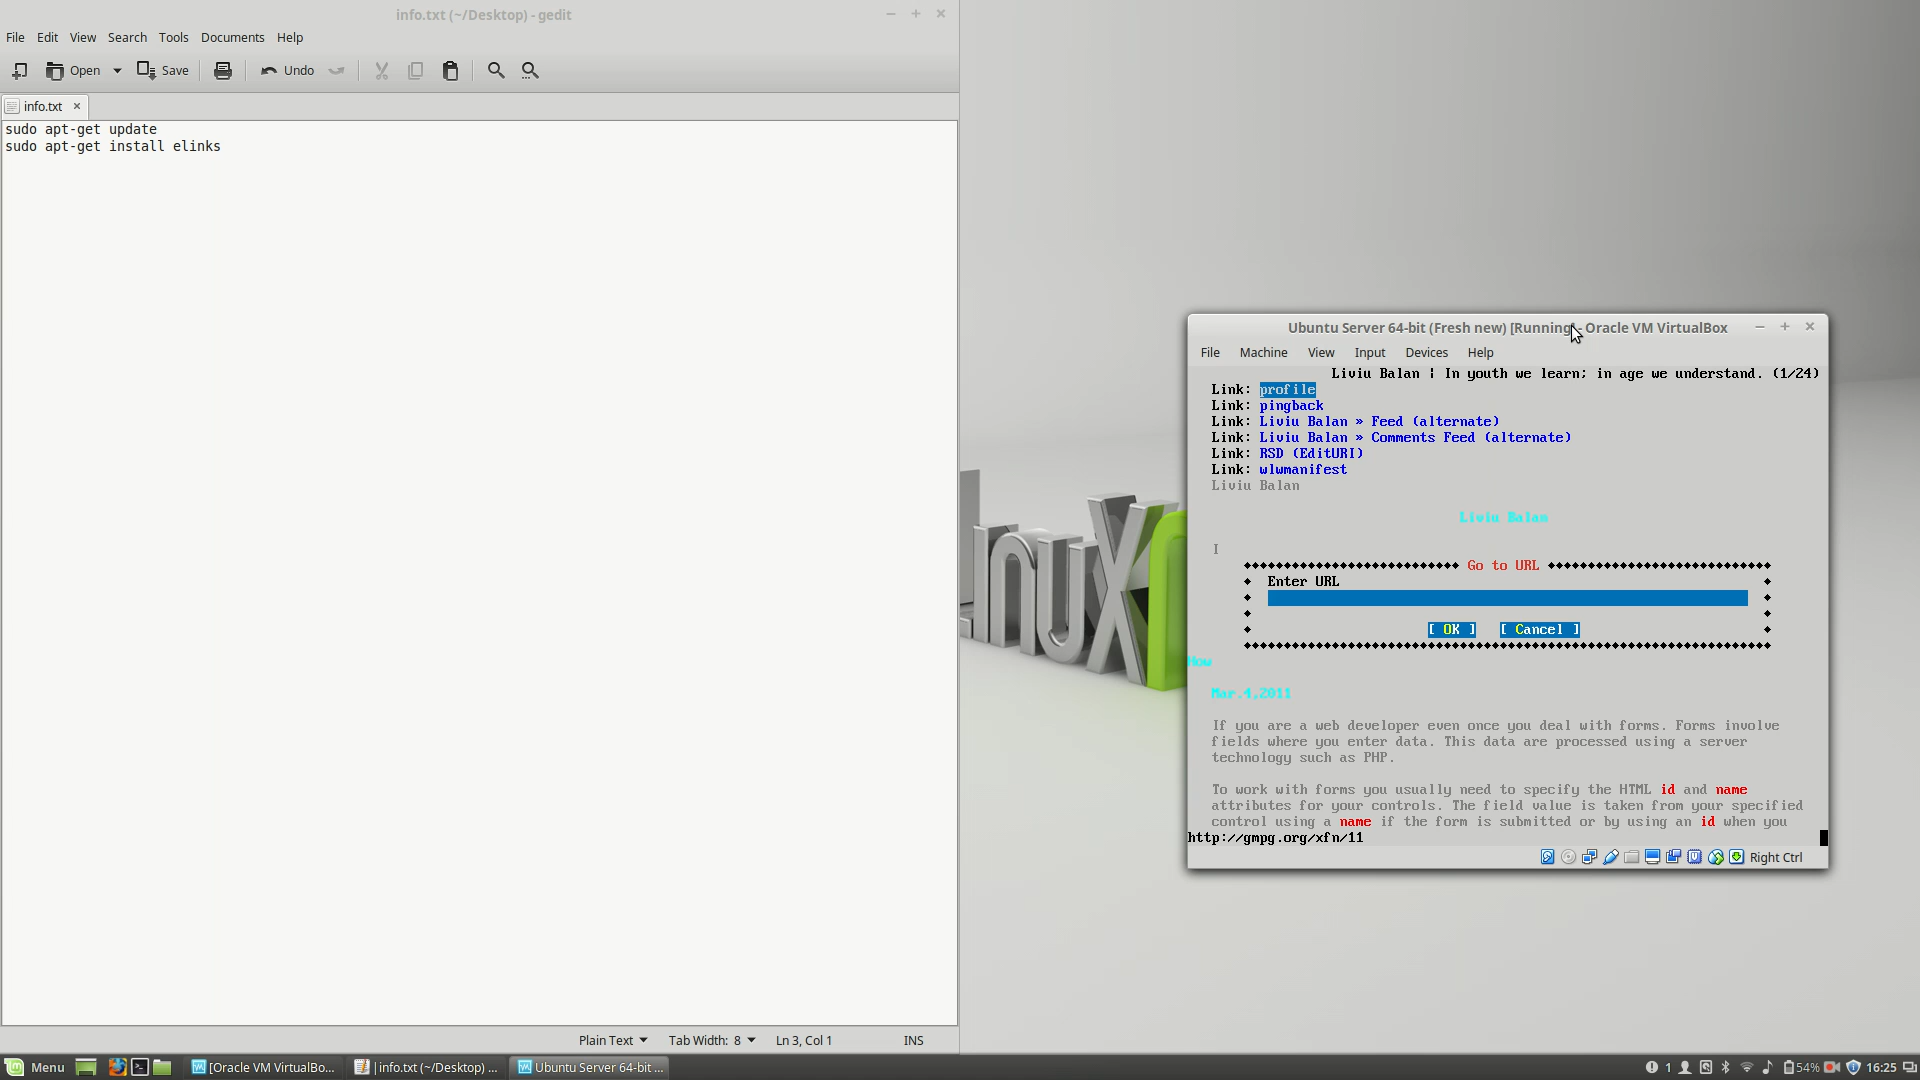 info.txt (~/Desktop) - gedit
File Edit View Search Tools Documents Help
Open Save Undo
info.txt
sudo apt-get update
sudo apt-get install elinks
Plain Text Tab Width: 8 Ln 3, Col 1 INS
Ubuntu Server 64-bit (Fresh new) [Running] - Oracle VM VirtualBox
File Machine View Input Devices Help
Liviu Balan | In youth we learn; in age we understand. (1/24)
Link: profile
Link: pingback
Link: Liviu Balan » Feed (alternate)
Link: Liviu Balan » Comments Feed (alternate)
Link: RSD (EditURI)
Link: wlwmanifest
Liviu Balan
Liviu Balan
I
Go to URL
Enter URL
[ OK ] [ Cancel ]
How
Mar.4,2011
If you are a web developer even once you deal with forms. Forms involve
fields where you enter data. This data are processed using a server
technology such as PHP.
To work with forms you usually need to specify the HTML id and name
attributes for your controls. The field value is taken from your specified
control using a name if the form is submitted or by using an id when you
http://gmpg.org/xfn/11
Right Ctrl
linux
Menu [Oracle VM VirtualBo... info.txt (~/Desktop) ... Ubuntu Server 64-bit ... 1 54% 16:25